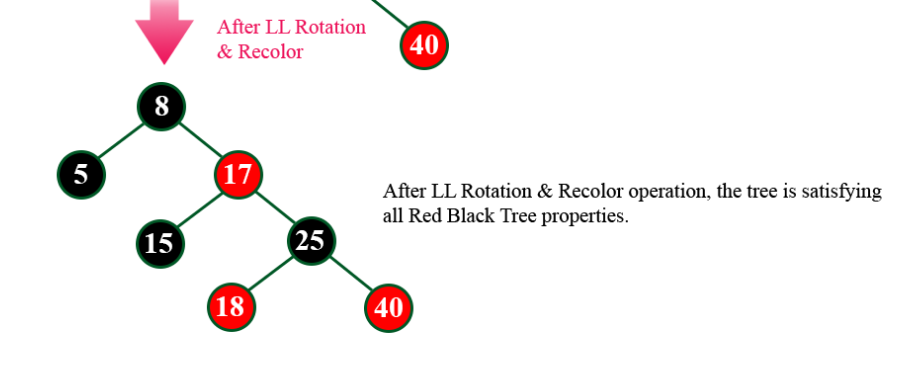 After LL Rotation
& Recolor
40
8
5
17
After LL Rotation & Recolor operation, the tree is satisfying
all Red Black Tree properties.
15
25
18
40